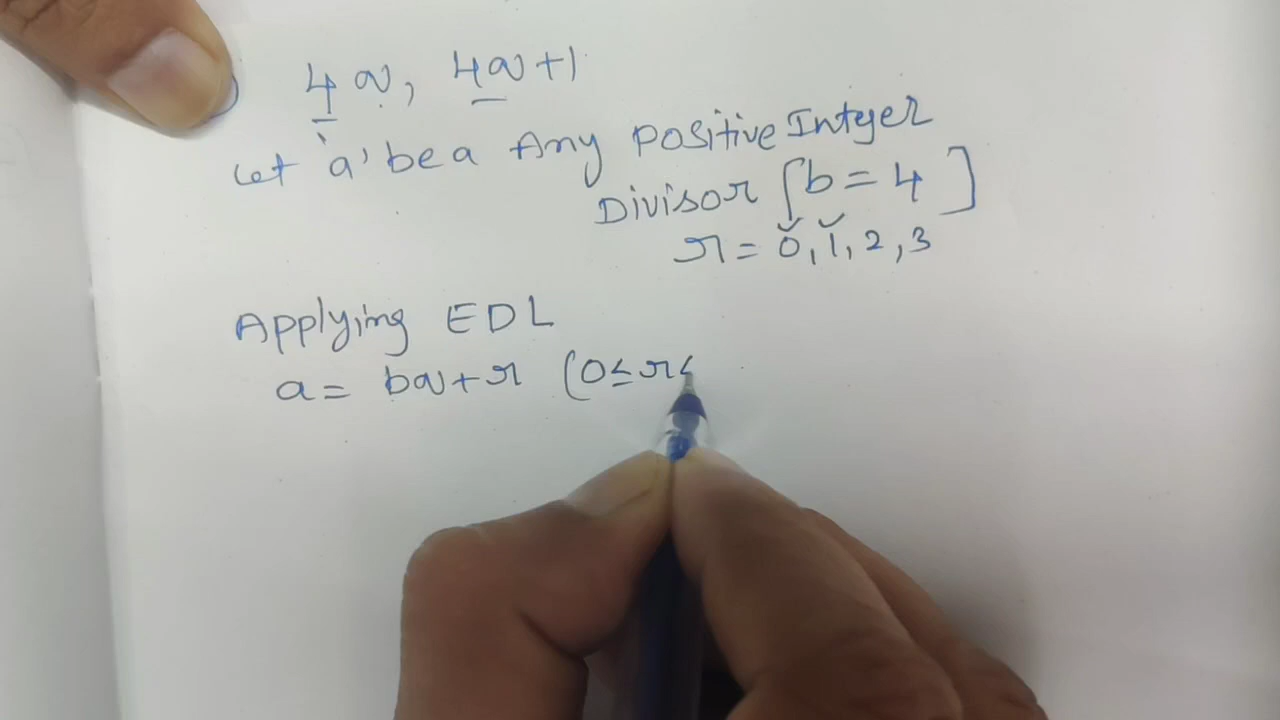 4q, 4q+1
Let 'a' be a Any Positive Integer
Divisor [b = 4]
r = 0, 1, 2, 3
Applying EDL
a = bq + r (0 ≤ r <